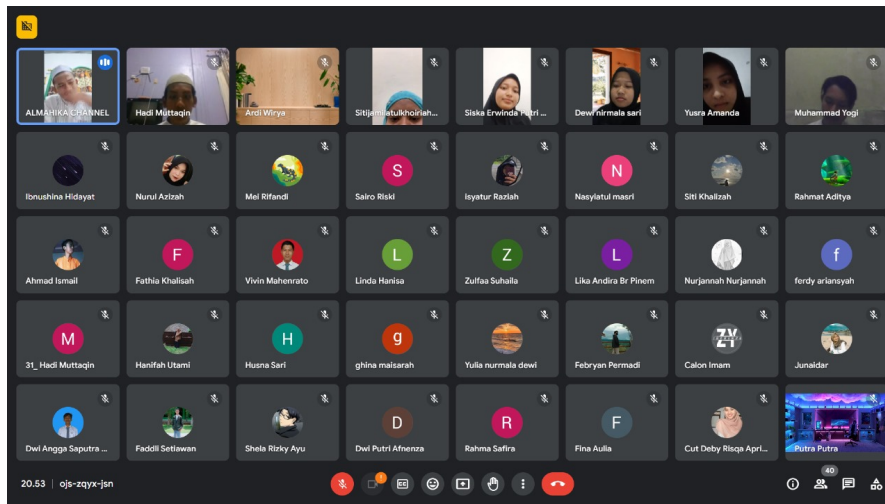 ALMAHIKA CHANNEL
Hadi Muttaqin
Ardi Wirya
Sitijamilatulkhoiriah...
Siska Erwinda Putri ...
Dewi nirmala sari
Yusra Amanda
Muhammad Yogi
Ibnushina Hidayat
Nurul Azizah
Mei Rifandi
S
Sairo Riski
isyatur Raziah
N
Nasyiatul masri
Siti Khalizah
Rahmat Aditya
Ahmad Ismail
F
Fathia Khalisah
Vivin Mahenrato
L
Linda Hanisa
Z
Zulfaa Suhaila
L
Lika Andira Br Pinem
Nurjannah Nurjannah
f
ferdy ariansyah
M
31_ Hadi Muttaqin
Hanifah Utami
H
Husna Sari
g
ghina maisarah
Yulia nurmala dewi
Febryan Permadi
ZY
Calon Imam
Junaidar
Dwi Angga Saputra ...
Faddli Setiawan
Shela Rizky Ayu
D
Dwi Putri Afnenza
R
Rahma Safira
F
Fina Aulia
Cut Deby Risqa Apri...
Putra Putra
20.53 | ojs-zqyx-jsn
CC
40